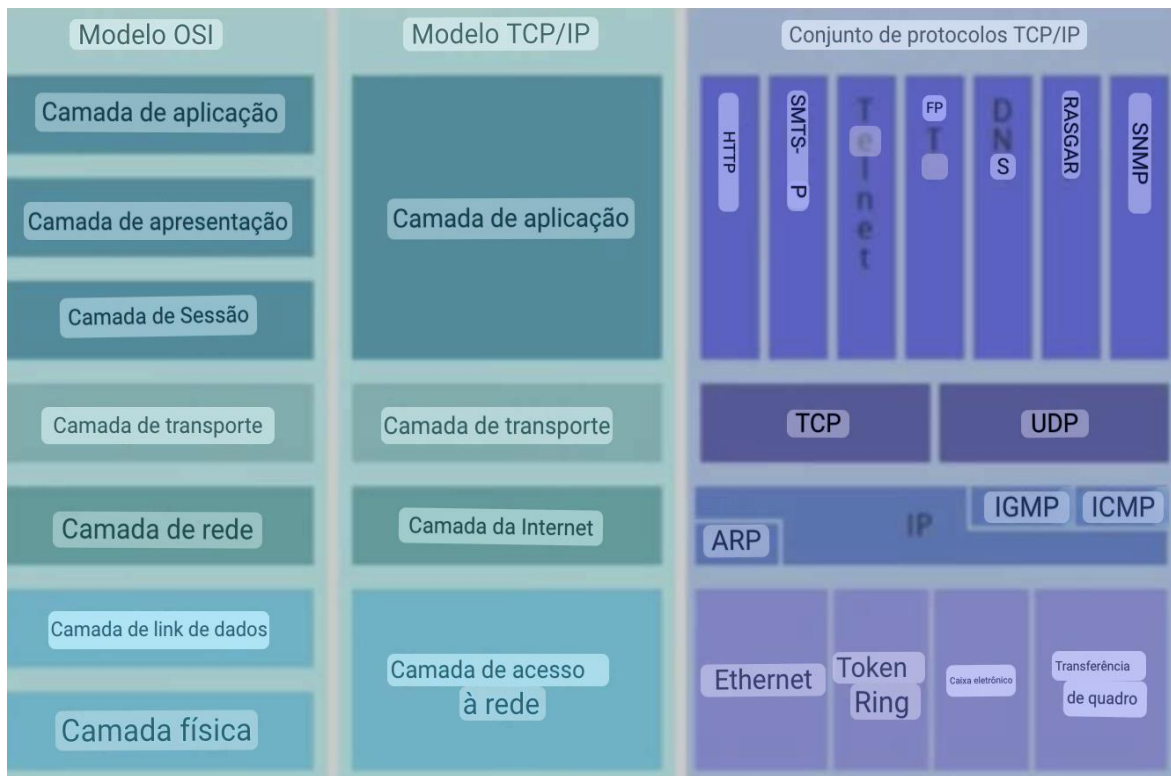 Modelo OSI
Modelo TCP/IP
Conjunto de protocolos TCP/IP
Camada de aplicação
Camada de apresentação
Camada de Sessão
Camada de transporte
Camada de rede
Camada de link de dados
Camada física
Camada de aplicação
Camada de transporte
Camada da Internet
Camada de acesso
à rede
HTTP
SMTS-
P
Telnet
FP
T
DN
S
RASGAR
SNMP
TCP
UDP
ARP
IP
IGMP
ICMP
Ethernet
Token
Ring
Caixa eletrônico
Transferência
de quadro